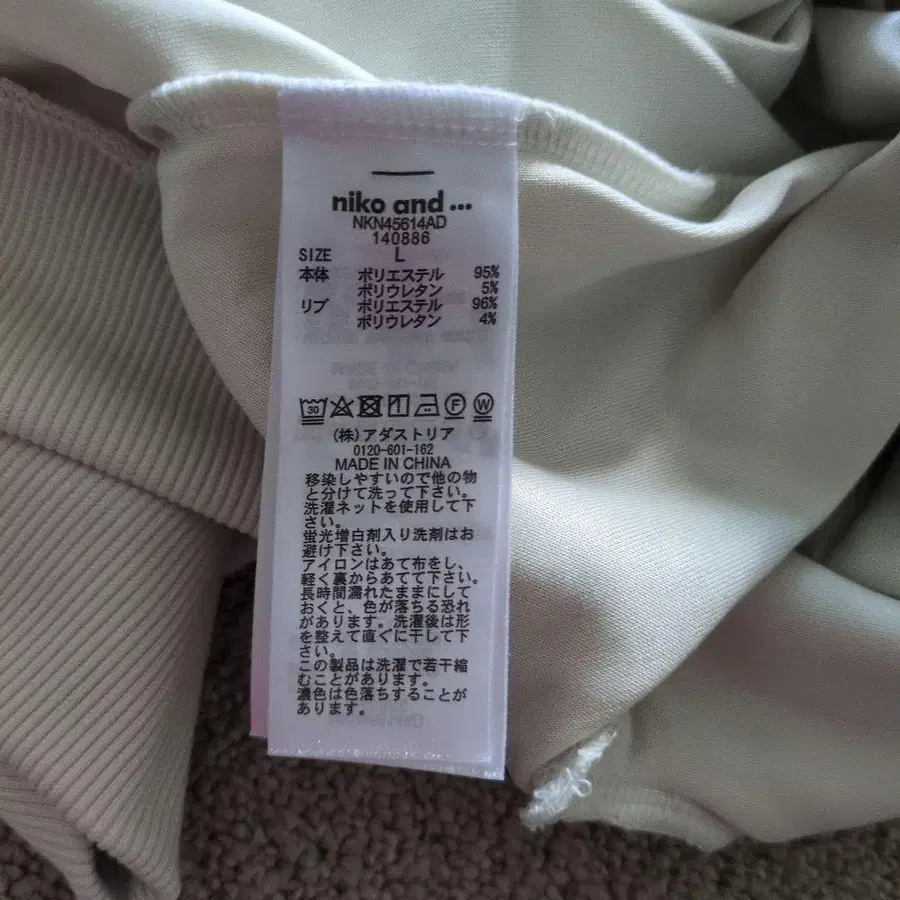 niko and ...
NKN45614AD
140886
SIZE L
本体 ポリエステル 95%
ポリウレタン 5%
リブ ポリエステル 96%
ポリウレタン 4%
30 F W
(株)アダストリア
0120-601-162
MADE IN CHINA
移染しやすいので他の物
と分けて洗って下さい。
洗濯ネットを使用して下
さい。
蛍光増白剤入り洗剤はお
避け下さい。
アイロンはあて布をし、
軽く裏からあてて下さい。
長時間濡れたままにして
おくと、色が落ちる恐れ
があります。洗濯後は形
を整えて直ぐに干して下
さい。
この製品は洗濯で若干縮
むことがあります。
濃色は色落ちすることが
あります。